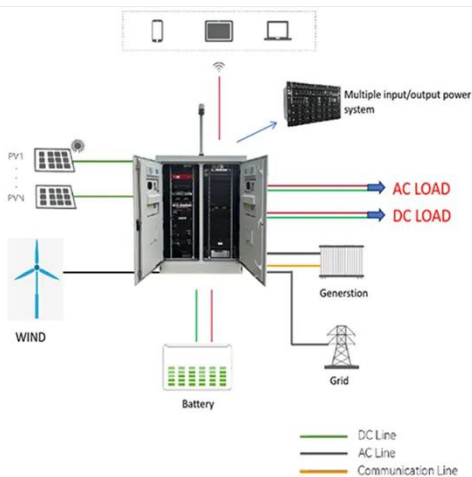 Multiple input/output power
system
PV1
PVN
AC LOAD
DC LOAD
WIND
Generstion
Grid
Battery
DC Line
AC Line
Communication Line